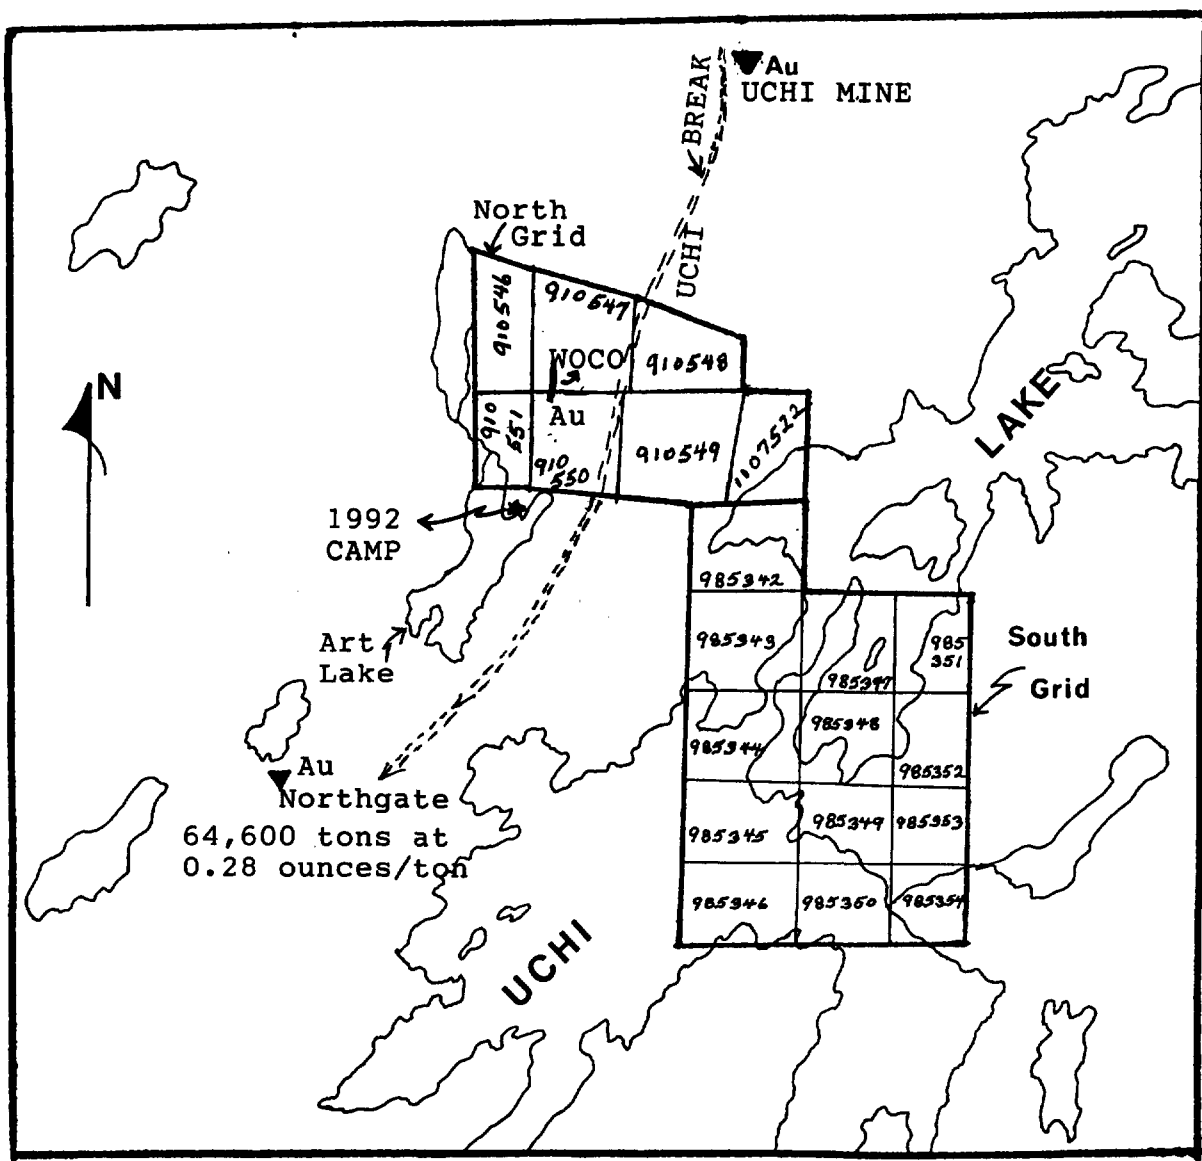 Au
UCHI MINE
BREAK
UCHI
North
Grid
910546
910547
WOCO
910548
Au
910
551
910
550
910549
1107522
N
LAKE
1992
CAMP
985342
Art
Lake
985343
985347
985
351
South
Grid
985344
985348
985352
Au
Northgate
64,600 tons at
0.28 ounces/ton
985345
985349
985353
985346
985350
985354
UCHI